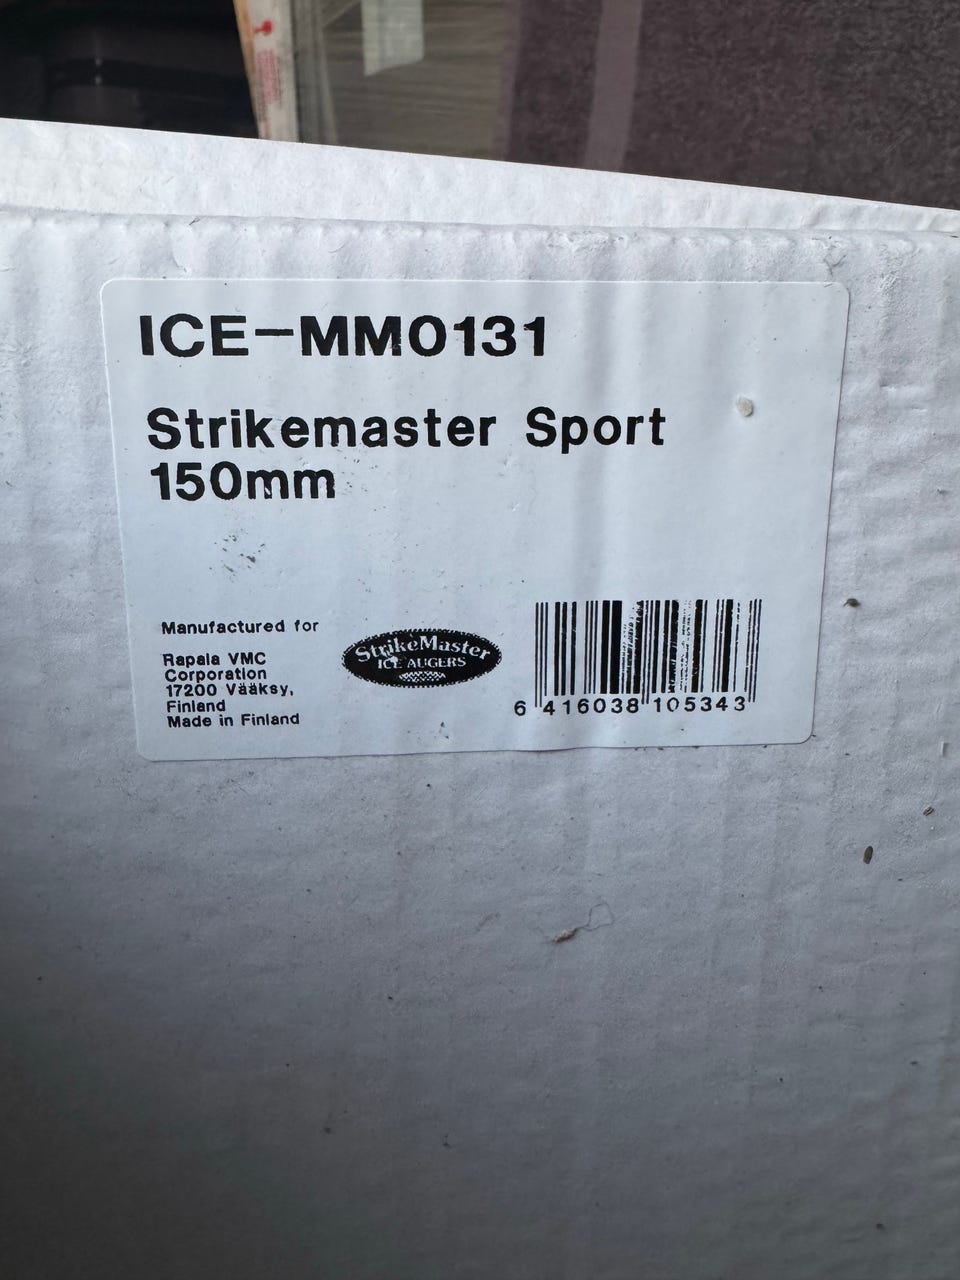 ICE-MM0131
Strikemaster Sport
150mm
Manufactured for
Rapala VMC
Corporation
17200 Vääksy,
Finland
Made in Finland
StrikeMaster
ICE AUGERS
6 416038 105343